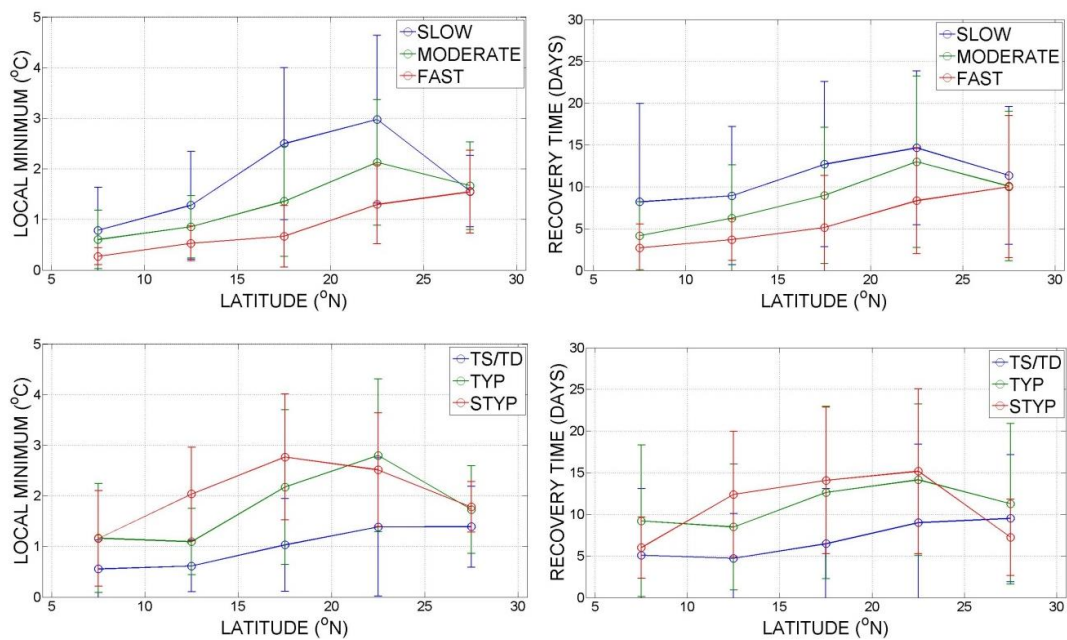 5
4
3
2
1
0
LOCAL MINIMUM (°C)
5 10 15 20 25 30
LATITUDE (°N)
SLOW
MODERATE
FAST
30
25
20
15
10
5
0
RECOVERY TIME (DAYS)
5 10 15 20 25 30
LATITUDE (°N)
SLOW
MODERATE
FAST
5
4
3
2
1
0
LOCAL MINIMUM (°C)
5 10 15 20 25 30
LATITUDE (°N)
TS/TD
TYP
STYP
30
25
20
15
10
5
0
RECOVERY TIME (DAYS)
5 10 15 20 25 30
LATITUDE (°N)
TS/TD
TYP
STYP